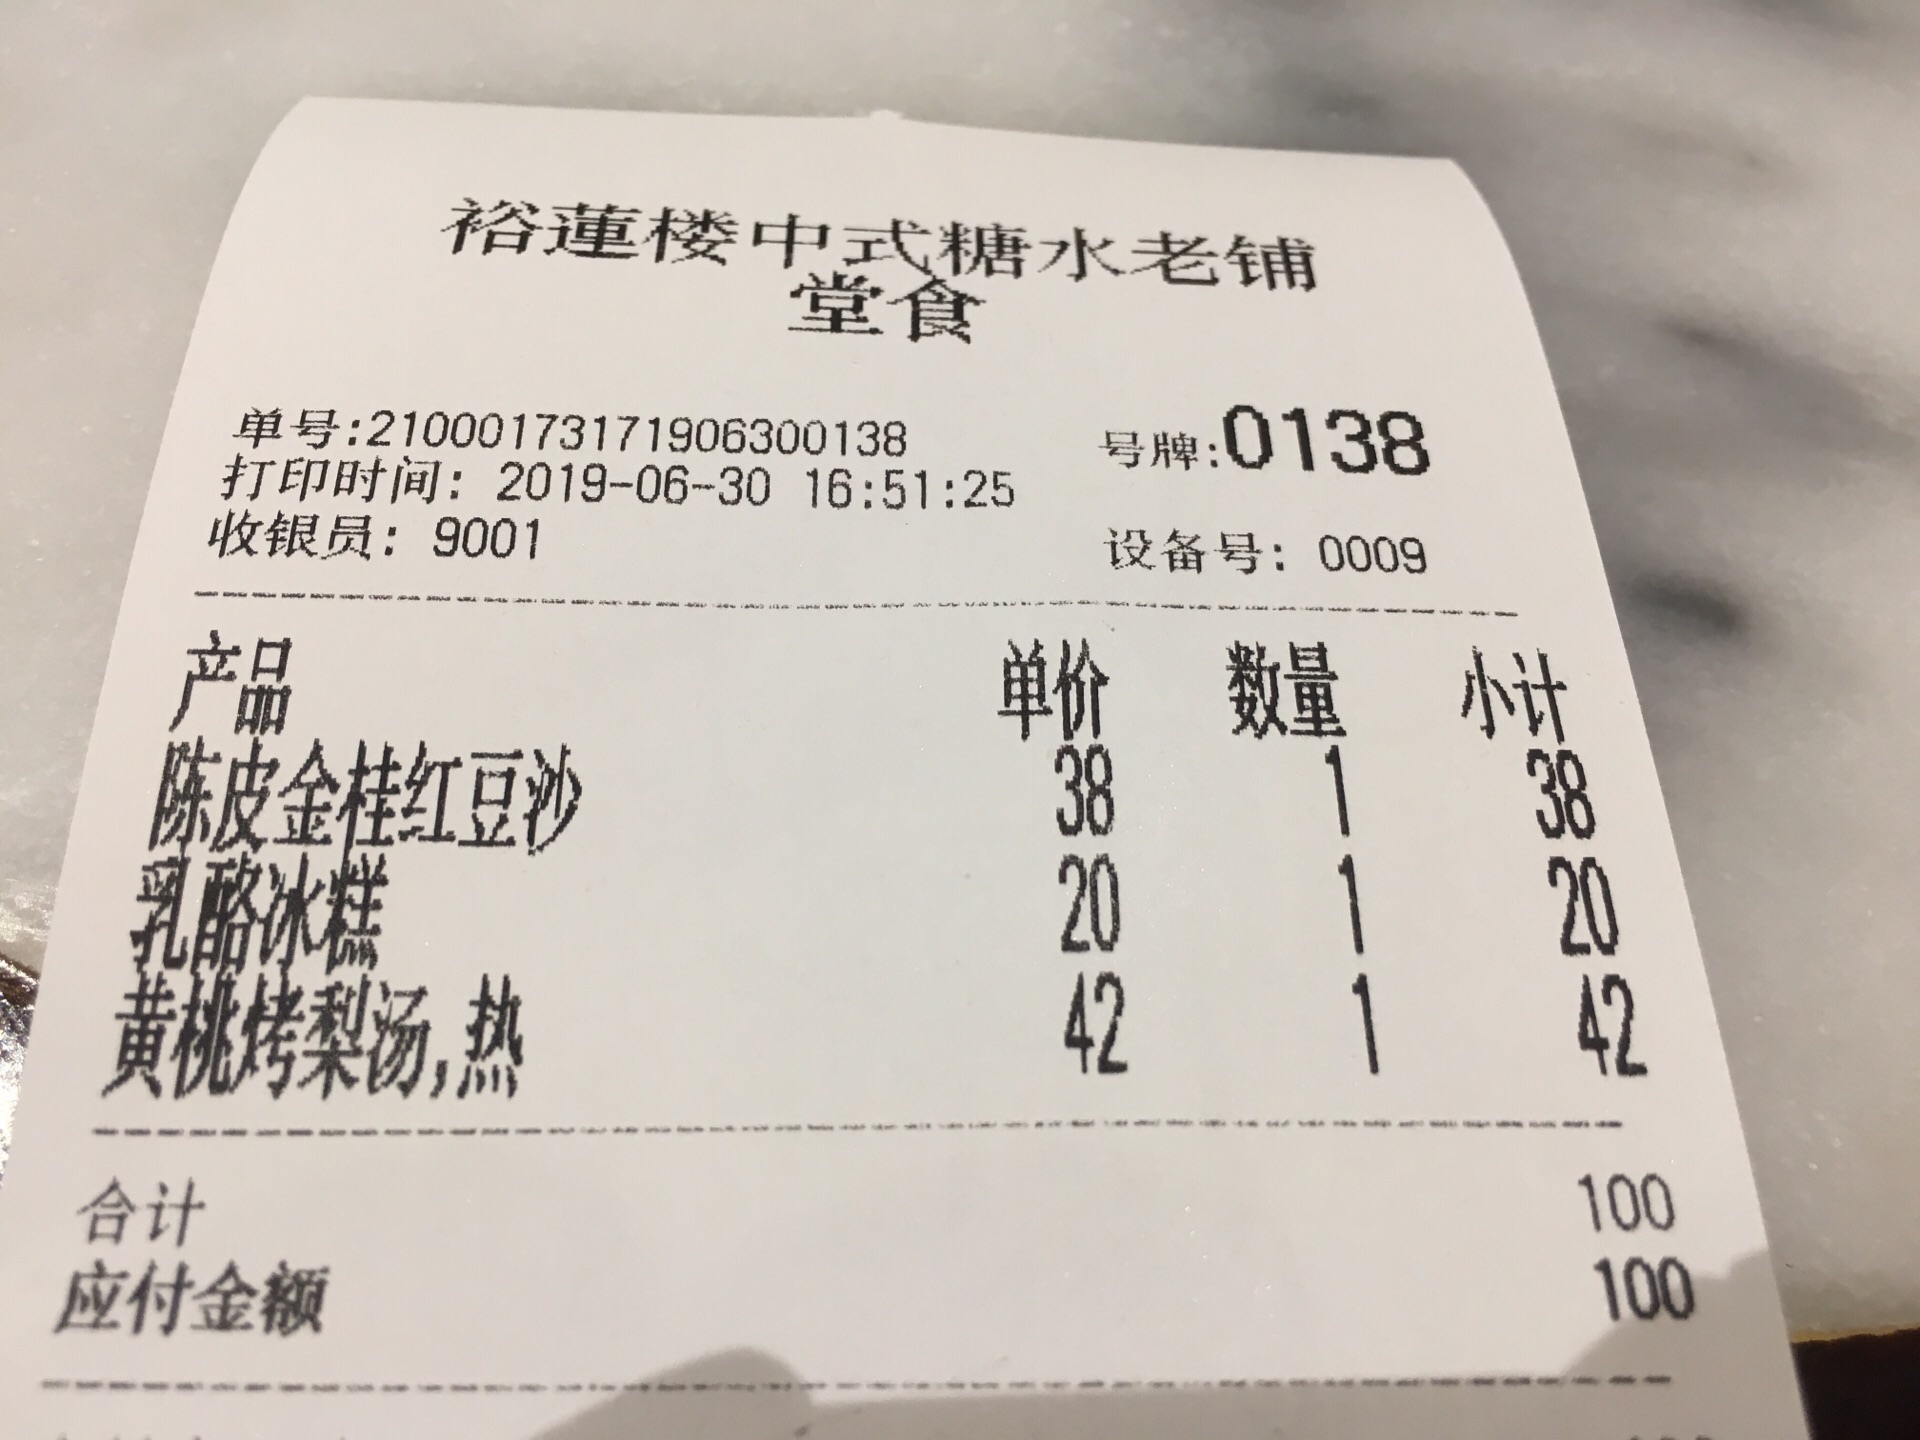 裕蓮楼中式糖水老铺
堂食
单号:21000173171906300138 号牌:0138
打印时间: 2019-06-30 16:51:25
收银员: 9001 设备号: 0009
产品 单价 数量 小计
陈皮金桂红豆沙 38 1 38
乳酪冰糕 20 1 20
黄桃烤梨汤,热 42 1 42
合计 100
应付金额 100